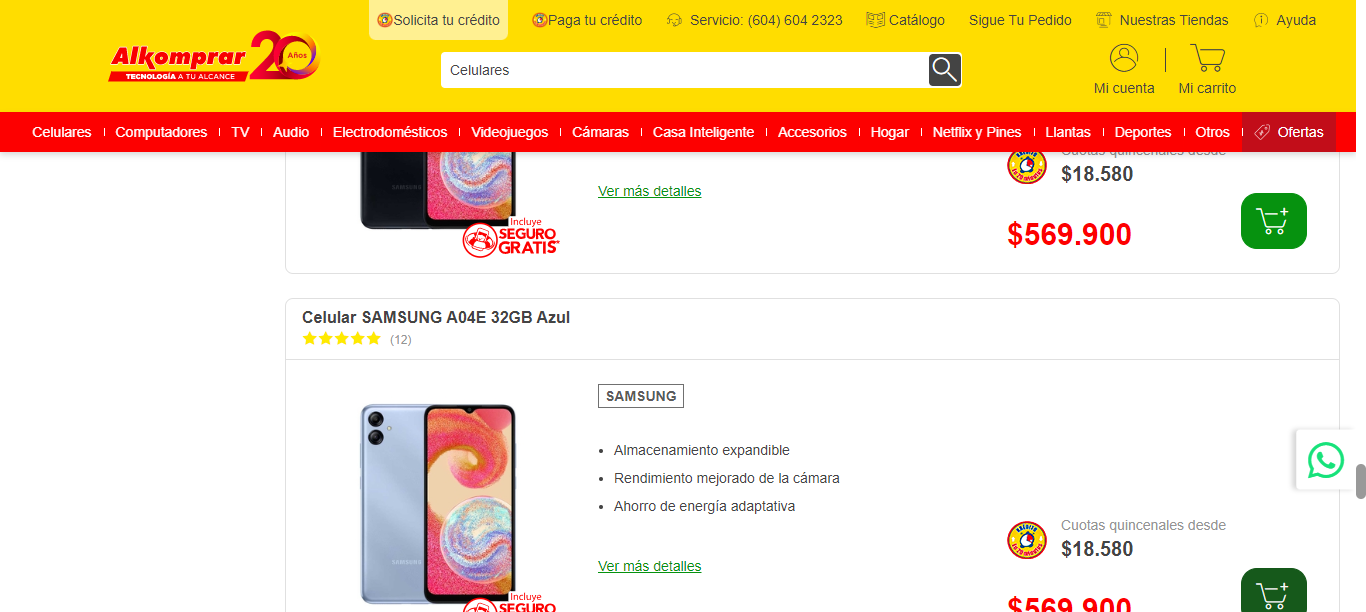 Solicita tu crédito
Paga tu crédito
Servicio: (604) 604 2323
Catálogo
Sigue Tu Pedido
Nuestras Tiendas
Ayuda
Alkomprar 20 Años
TECNOLOGÍA A TU ALCANCE
Celulares
Mi cuenta
Mi carrito
Celulares
Computadores
TV
Audio
Electrodomésticos
Videojuegos
Cámaras
Casa Inteligente
Accesorios
Hogar
Netflix y Pines
Llantas
Deportes
Otros
Ofertas
SAMSUNG
Incluye
SEGURO
GRATIS*
Ver más detalles
Cuotas quincenales desde
$18.580
$569.900
Celular SAMSUNG A04E 32GB Azul
(12)
SAMSUNG
SAMSUNG
Incluye
SEGURO
• Almacenamiento expandible
• Rendimiento mejorado de la cámara
• Ahorro de energía adaptativa
Ver más detalles
Cuotas quincenales desde
$18.580
$569.900